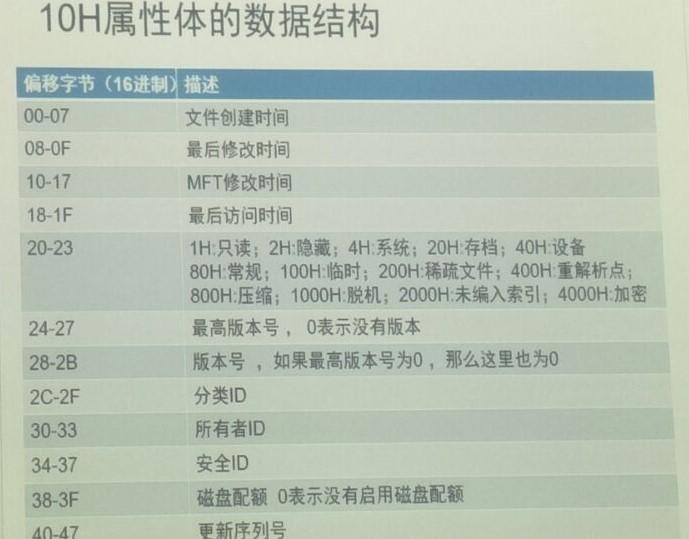 10H属性体的数据结构
偏移字节（16进制） 描述
00-07 文件创建时间
08-0F 最后修改时间
10-17 MFT修改时间
18-1F 最后访问时间
20-23 1H:只读；2H:隐藏；4H:系统；20H:存档；40H:设备
80H:常规；100H:临时；200H:稀疏文件；400H:重解析点；
800H:压缩；1000H:脱机；2000H:未编入索引；4000H:加密
24-27 最高版本号 ， 0表示没有版本
28-2B 版本号 ，如果最高版本号为0 ，那么这里也为0
2C-2F 分类ID
30-33 所有者ID
34-37 安全ID
38-3F 磁盘配额 0表示没有启用磁盘配额
40-47 更新序列号